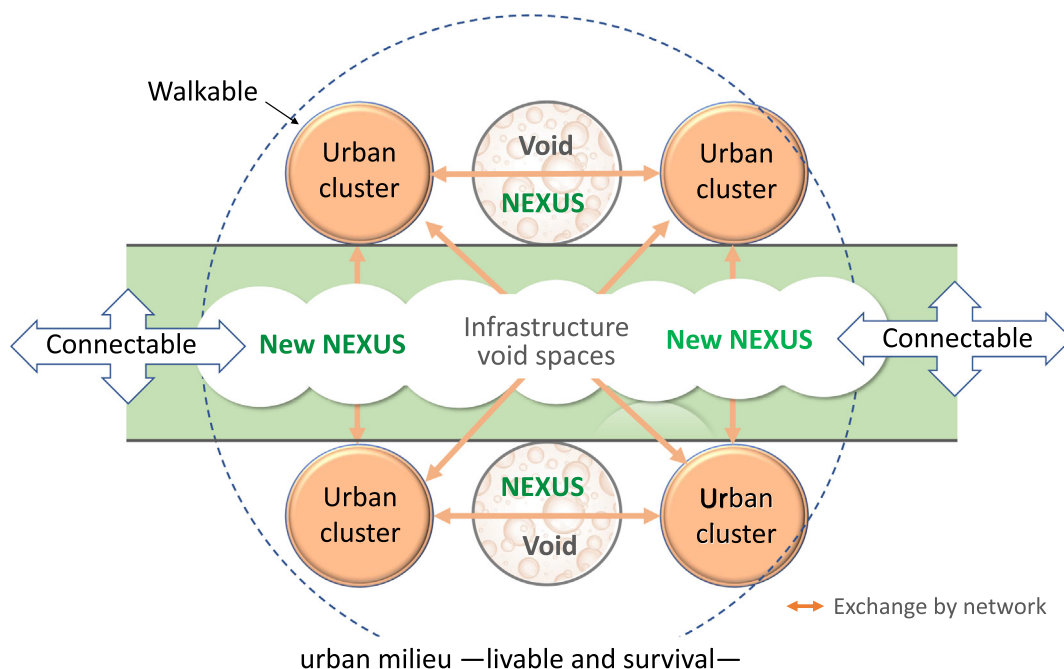 Walkable
Urban
cluster
Void
NEXUS
Urban
cluster
Connectable
New NEXUS
Infrastructure
void spaces
New NEXUS
Connectable
Urban
cluster
NEXUS
Void
Urban
cluster
Exchange by network
urban milieu —livable and survival—